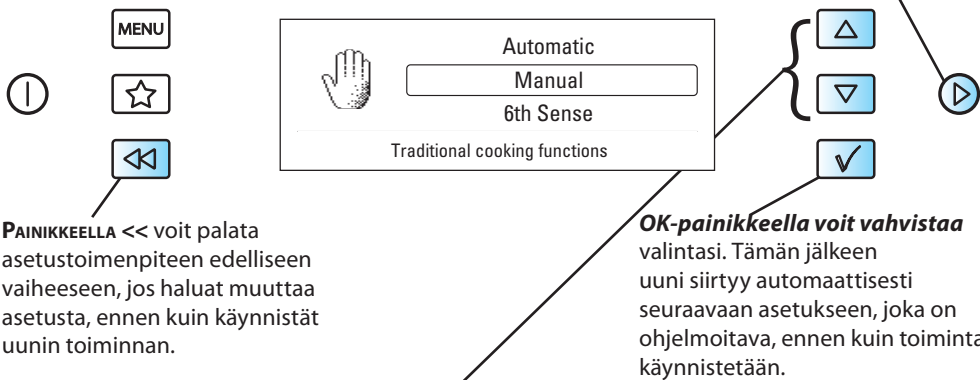 MENU
Automatic
Manual
6th Sense
Traditional cooking functions
PAINIKKEELLA << voit palata
asetustoimenpiteen edelliseen
vaiheeseen, jos haluat muuttaa
asetusta, ennen kuin käynnistät
uunin toiminnan.
OK-painikkeella voit vahvistaa
valintasi. Tämän jälkeen
uuni siirtyy automaattisesti
seuraavaan asetukseen, joka on
ohjelmoitava, ennen kuin toiminta
käynnistetään.